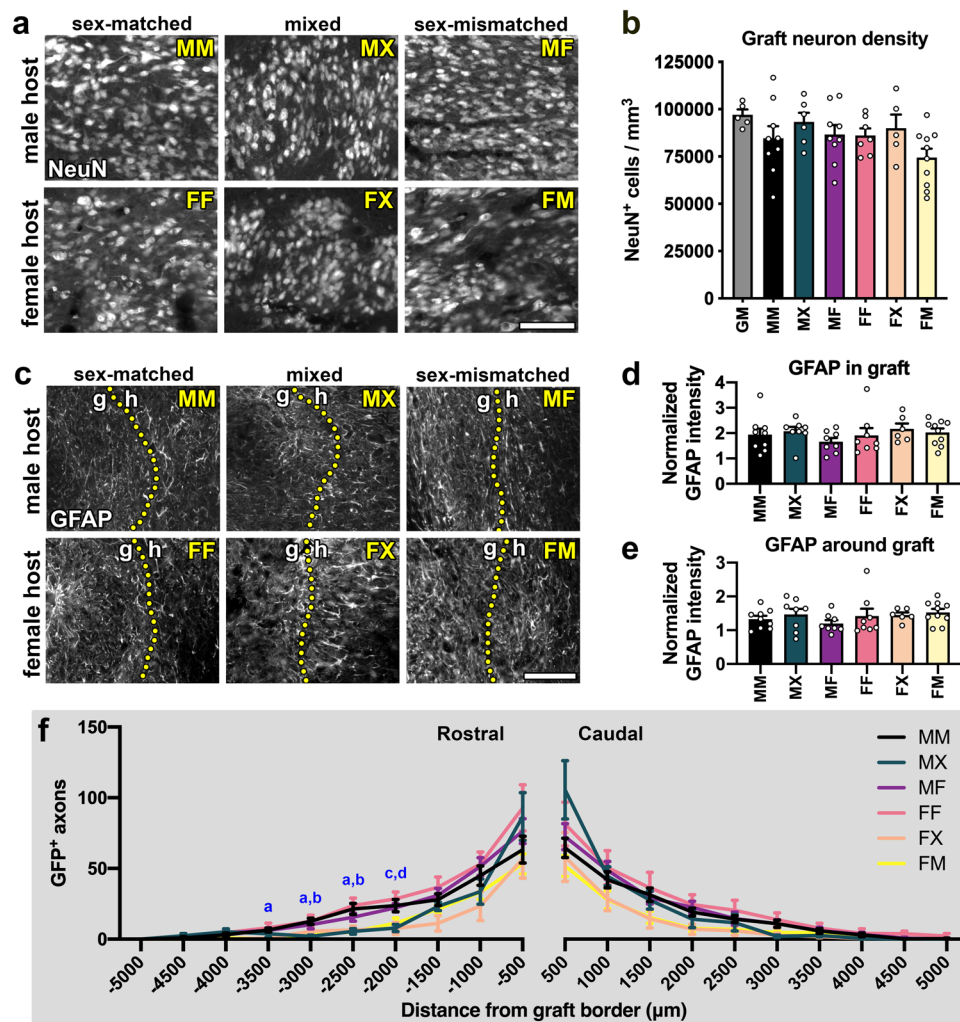 a
sex-matched mixed sex-mismatched
male host
MM MX MF
NeuN
female host
FF FX FM
b
Graft neuron density
NeuN+ cells / mm3
125000
100000
75000
50000
25000
0
GM MM MX MF FF FX FM
c
sex-matched mixed sex-mismatched
male host
g h MM g h MX g h MF
GFAP
female host
g h FF g h FX g h FM
d
GFAP in graft
Normalized
GFAP intensity
4
3
2
1
0
MM MX MF FF FX FM
e
GFAP around graft
Normalized
GFAP intensity
3
2
1
0
MM MX MF FF FX FM
f
Rostral Caudal
GFP+ axons
150
100
50
0
a a,b a,b c,d
MM
MX
MF
FF
FX
FM
-5000 -4500 -4000 -3500 -3000 -2500 -2000 -1500 -1000 -500 500 1000 1500 2000 2500 3000 3500 4000 4500 5000
Distance from graft border (µm)